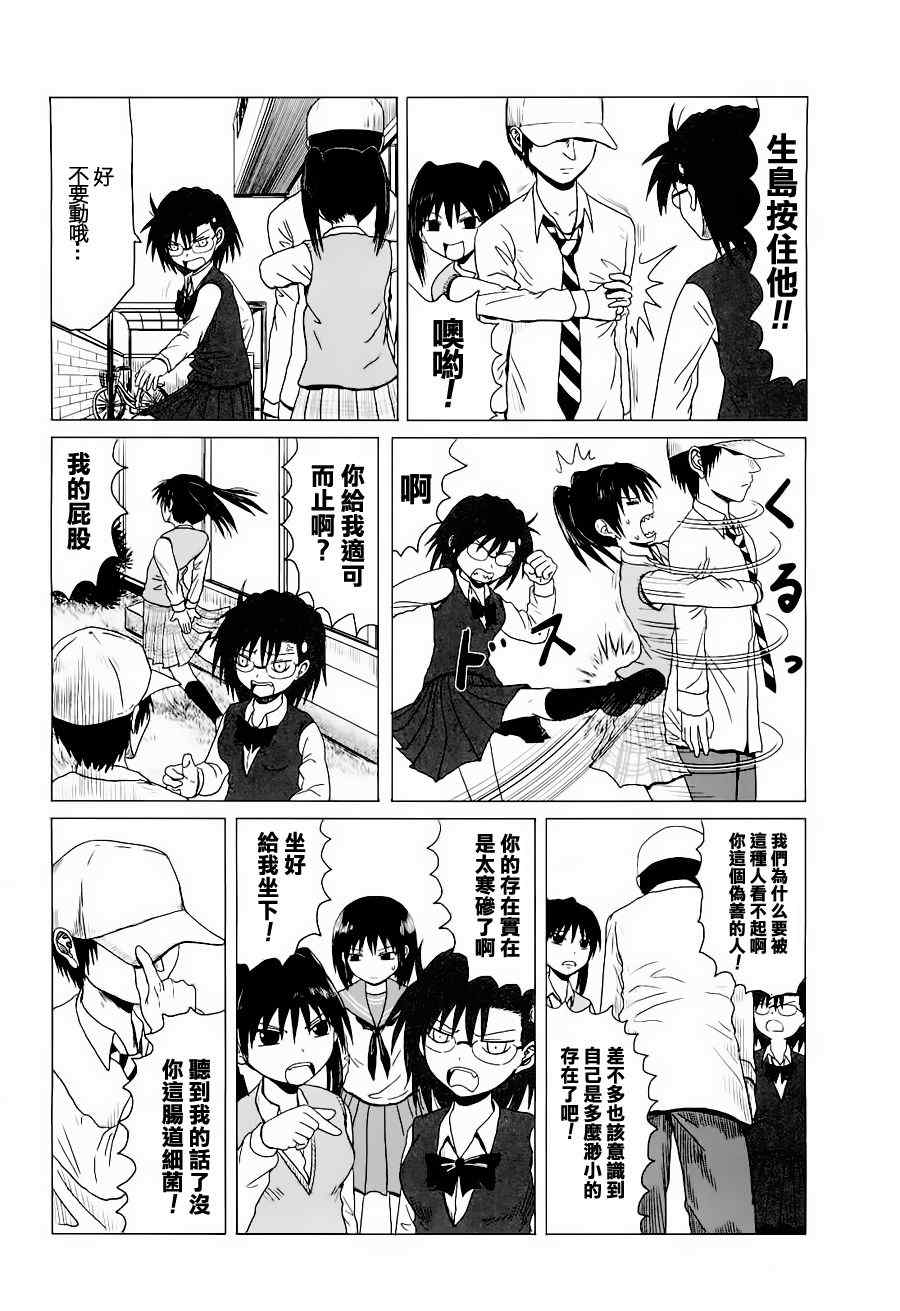 生島按住他!!
噢喲!
好
不要動哦…
啊
くるっ
ドス
你給我適可
而止啊?
我的屁股
我們為什么要被
這種人看不起啊
你這個偽善的人!
差不多也該意識到
自己是多麼渺小的
存在了吧!
你的存在實在
是太寒磣了啊
坐好
給我坐下!
聽到我的話了沒
你這腸道細菌!